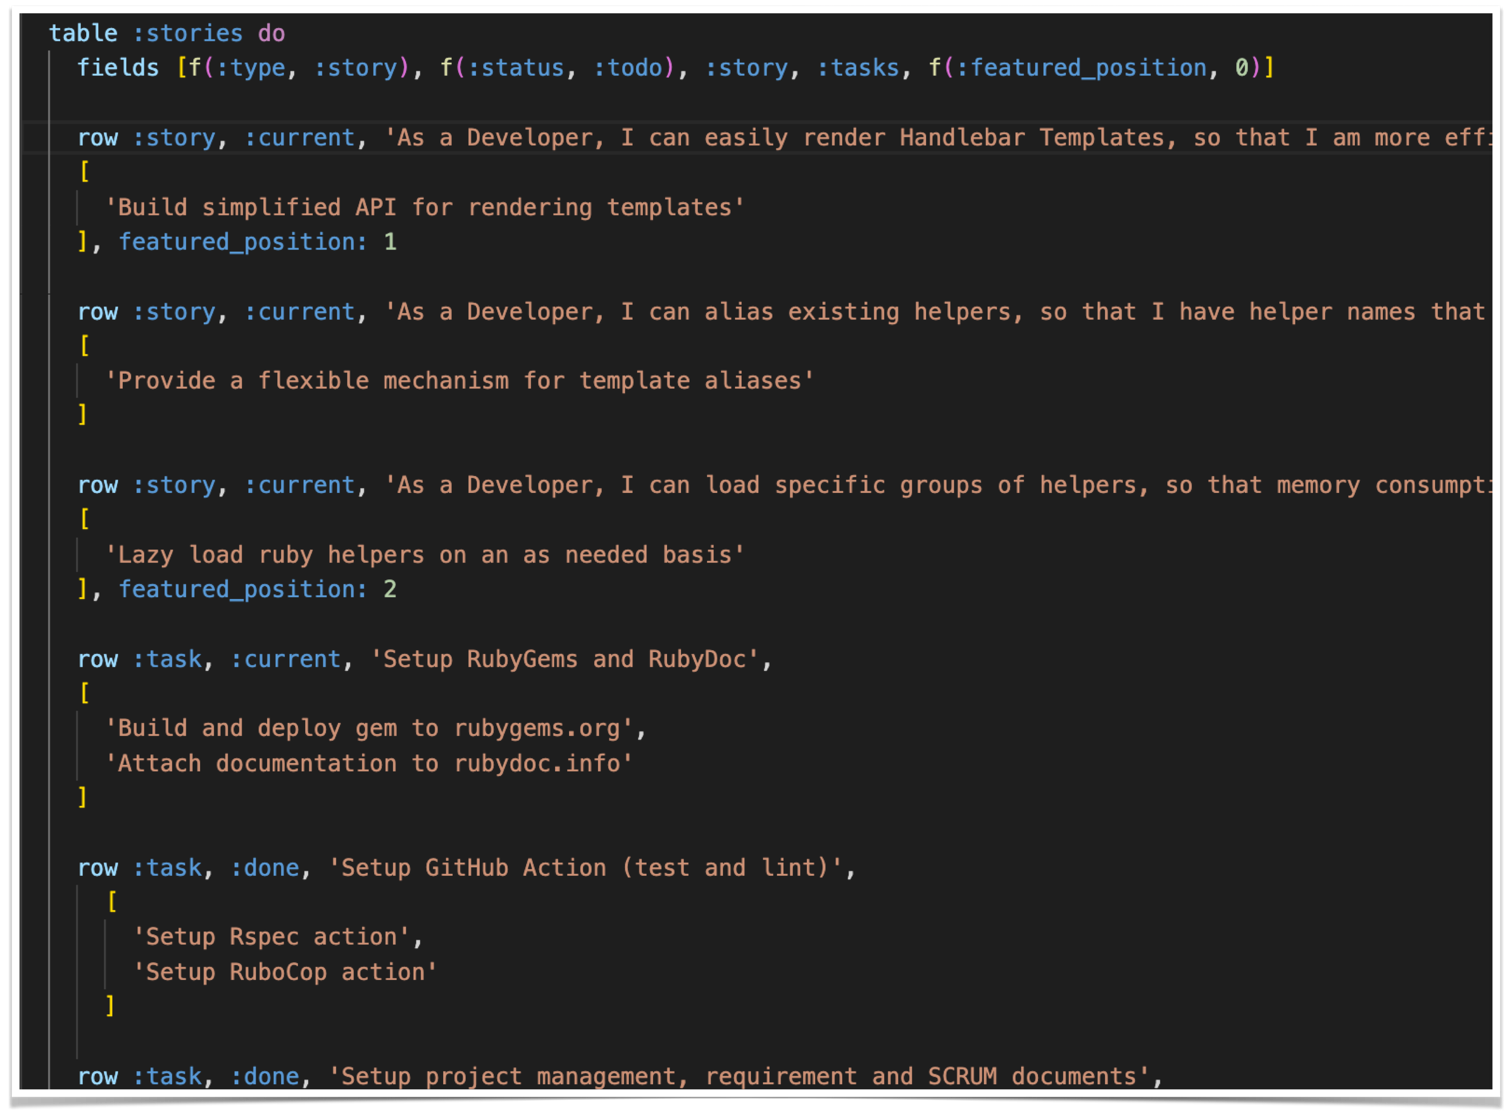 table :stories do
fields [f(:type, :story), f(:status, :todo), :story, :tasks, f(:featured_position, 0)]
row :story, :current, 'As a Developer, I can easily render Handlebar Templates, so that I am more effi
[
'Build simplified API for rendering templates'
], featured_position: 1
row :story, :current, 'As a Developer, I can alias existing helpers, so that I have helper names that
[
'Provide a flexible mechanism for template aliases'
]
row :story, :current, 'As a Developer, I can load specific groups of helpers, so that memory consumpti
[
'Lazy load ruby helpers on an as needed basis'
], featured_position: 2
row :task, :current, 'Setup RubyGems and RubyDoc',
[
'Build and deploy gem to rubygems.org',
'Attach documentation to rubydoc.info'
]
row :task, :done, 'Setup GitHub Action (test and lint)',
[
'Setup Rspec action',
'Setup RuboCop action'
]
row :task, :done, 'Setup project management, requirement and SCRUM documents',